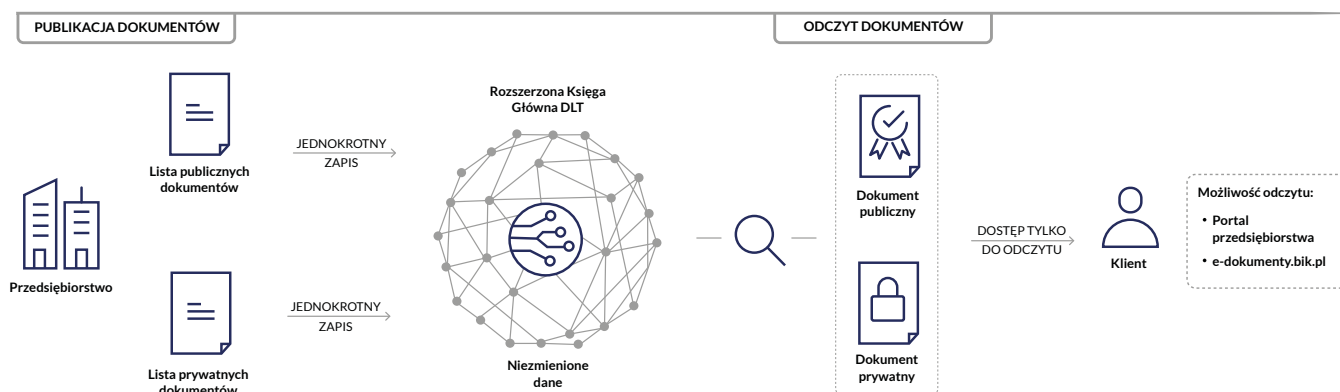 PUBLIKACJA DOKUMENTÓW
ODCZYT DOKUMENTÓW
Lista publicznych
dokumentów
JEDNOKROTNY
ZAPIS
Przedsiębiorstwo
Lista prywatnych
dokumentów
JEDNOKROTNY
ZAPIS
Rozszerzona Księga
Główna DLT
Niezmienione
dane
Dokument
publiczny
Dokument
prywatny
DOSTĘP TYLKO
DO ODCZYTU
Klient
Możliwość odczytu:
• Portal
przedsiębiorstwa
• e-dokumenty.bik.pl